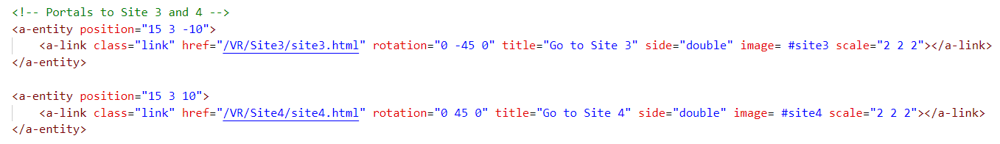 <!-- Portals to Site 3 and 4 -->
<a-entity position="15 3 -10">
<a-link class="link" href="/VR/Site3/site3.html" rotation="0 -45 0" title="Go to Site 3" side="double" image= #site3 scale="2 2 2"></a-link>
</a-entity>
<a-entity position="15 3 10">
<a-link class="link" href="/VR/Site4/site4.html" rotation="0 45 0" title="Go to Site 4" side="double" image= #site4 scale="2 2 2"></a-link>
</a-entity>